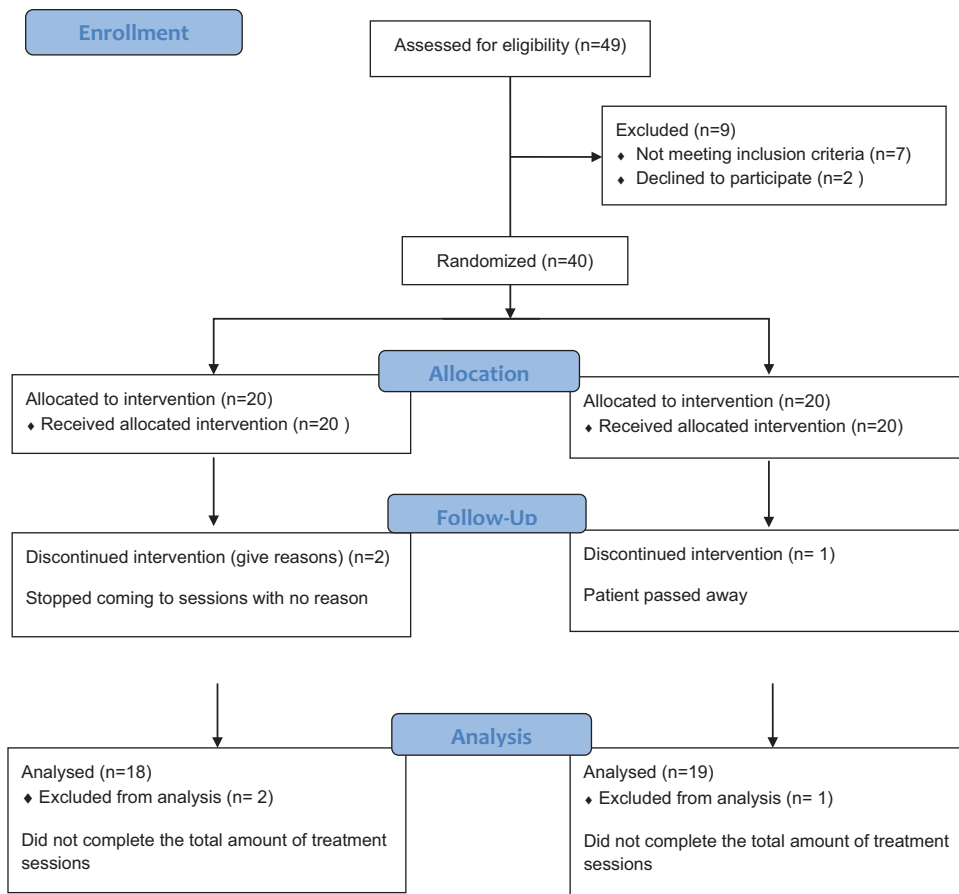 Enrollment
Assessed for eligibility (n=49)
Excluded (n=9)
♦ Not meeting inclusion criteria (n=7)
♦ Declined to participate (n=2 )
Randomized (n=40)
Allocation
Allocated to intervention (n=20)
♦ Received allocated intervention (n=20 )
Allocated to intervention (n=20)
♦ Received allocated intervention (n=20)
Follow-Up
Discontinued intervention (give reasons) (n=2)
Stopped coming to sessions with no reason
Discontinued intervention (n= 1)
Patient passed away
Analysis
Analysed (n=18)
♦ Excluded from analysis (n= 2)
Did not complete the total amount of treatment
sessions
Analysed (n=19)
♦ Excluded from analysis (n= 1)
Did not complete the total amount of treatment
sessions